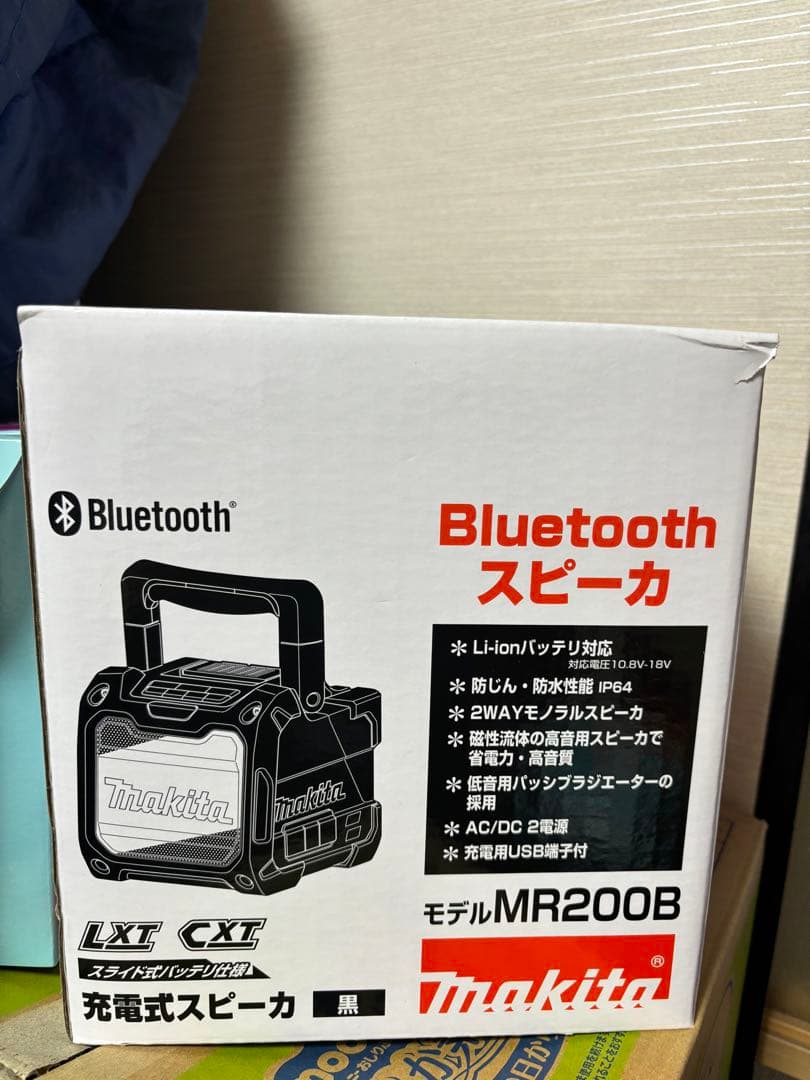 Bluetooth®
Bluetooth
スピーカ
＊ Li-ionバッテリ対応
対応電圧10.8V-18V
＊ 防じん・防水性能 IP64
＊ 2WAYモノラルスピーカ
＊ 磁性流体の高音用スピーカで
省電力・高音質
＊ 低音用パッシブラジエーターの
採用
＊ AC/DC 2電源
＊ 充電用USB端子付
makita
makita
モデルMR200B
LXT CXT
スライド式バッテリ仕様
充電式スピーカ 黒
makita®